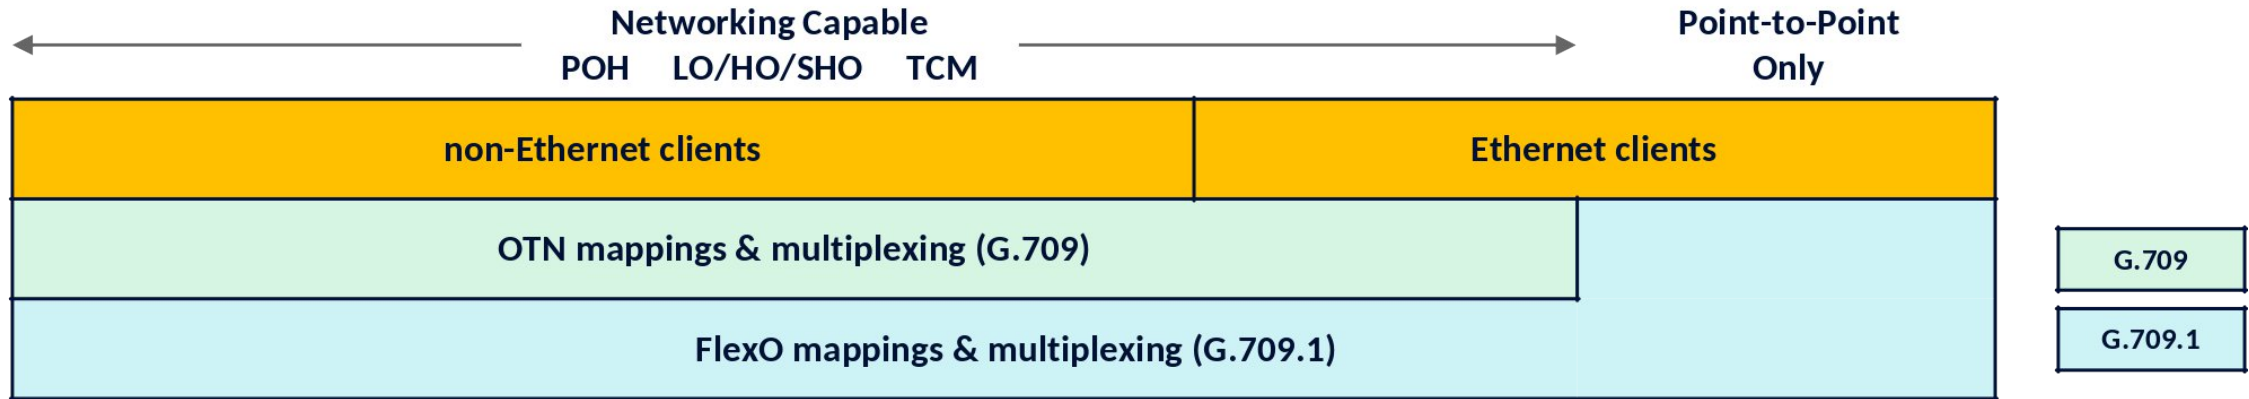 Networking Capable
POH LO/HO/SHO TCM
Point-to-Point
Only
non-Ethernet clients
Ethernet clients
OTN mappings & multiplexing (G.709)
FlexO mappings & multiplexing (G.709.1)
G.709
G.709.1